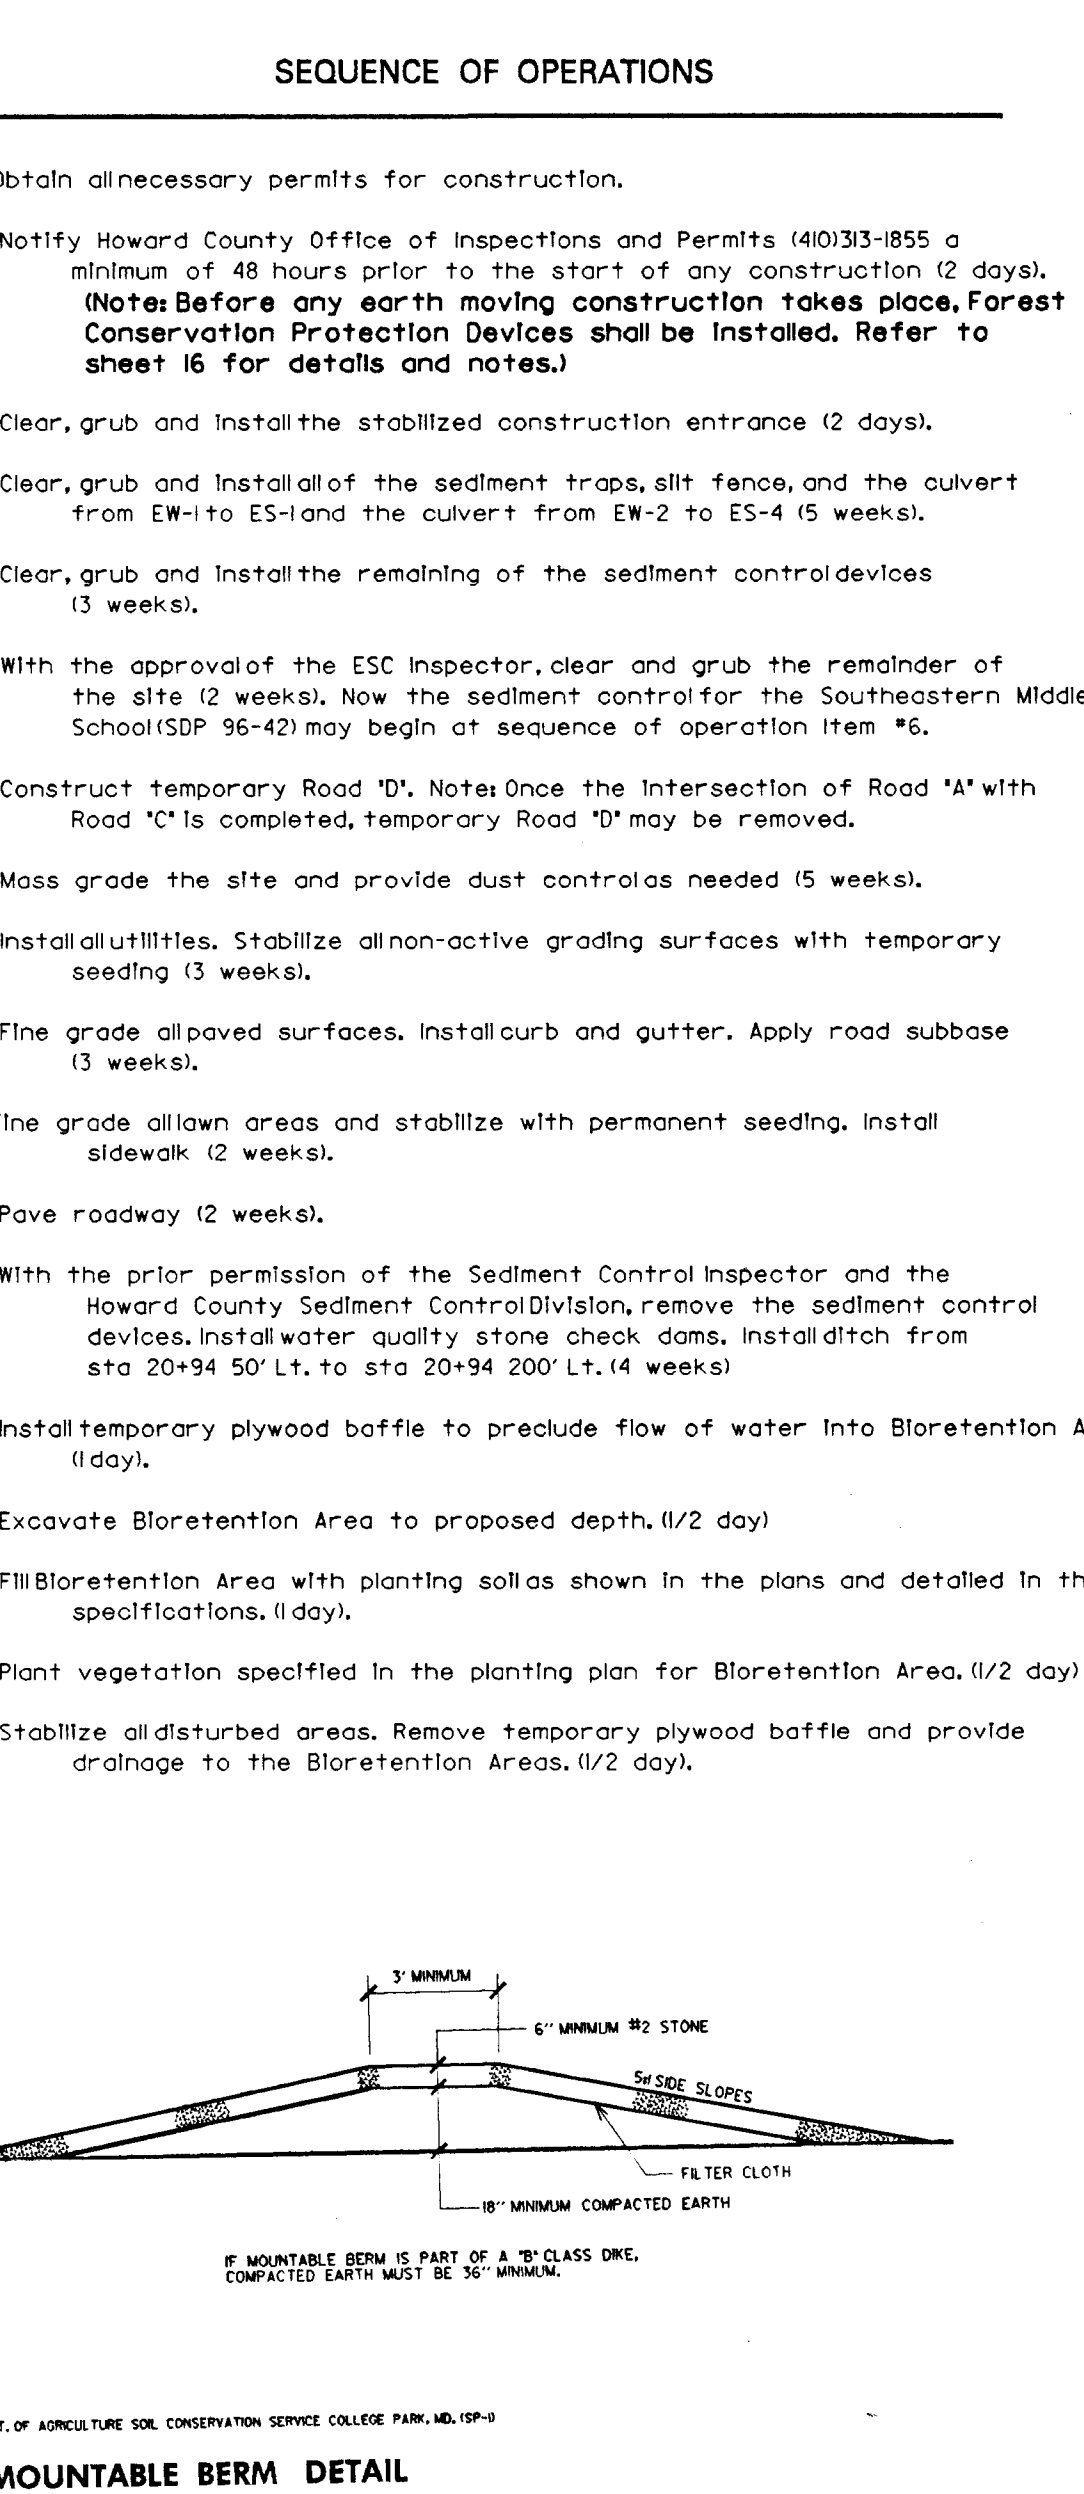 SEQUENCE OF OPERATIONS
Obtain all necessary permits for construction.
Notify Howard County Office of Inspections and Permits (410)313-1855 a
minimum of 48 hours prior to the start of any construction (2 days).
(Note: Before any earth moving construction takes place, Forest
Conservation Protection Devices shall be installed. Refer to
sheet 16 for details and notes.)
Clear, grub and install the stabilized construction entrance (2 days).
Clear, grub and install all of the sediment traps, silt fence, and the culvert
from EW-1 to ES-1 and the culvert from EW-2 to ES-4 (5 weeks).
Clear, grub and install the remaining of the sediment control devices
(3 weeks).
With the approval of the ESC Inspector, clear and grub the remainder of
the site (2 weeks). Now the sediment control for the Southeastern Middle
School (SDP 96-42) may begin at sequence of operation item #6.
Construct temporary Road "D". Note: Once the intersection of Road "A" with
Road "C" is completed, temporary Road "D" may be removed.
Mass grade the site and provide dust control as needed (5 weeks).
Install all utilities. Stabilize all non-active grading surfaces with temporary
seeding (3 weeks).
Fine grade all paved surfaces. Install curb and gutter. Apply road subbase
(3 weeks).
ine grade all lawn areas and stabilize with permanent seeding. Install
sidewalk (2 weeks).
Pave roadway (2 weeks).
With the prior permission of the Sediment Control Inspector and the
Howard County Sediment Control Division, remove the sediment control
devices. Install water quality stone check dams. Install ditch from
sta 20+94 50' Lt. to sta 20+94 200' Lt. (4 weeks)
Install temporary plywood baffle to preclude flow of water into Bioretention A
(1 day).
Excavate Bioretention Area to proposed depth. (1/2 day)
Fill Bioretention Area with planting soil as shown in the plans and detailed in th
specifications. (1 day).
Plant vegetation specified in the planting plan for Bioretention Area. (1/2 day)
Stabilize all disturbed areas. Remove temporary plywood baffle and provide
drainage to the Bioretention Areas. (1/2 day).
3' MINIMUM
6" MINIMUM #2 STONE
5:1 SIDE SLOPES
FILTER CLOTH
18" MINIMUM COMPACTED EARTH
IF MOUNTABLE BERM IS PART OF A "B" CLASS DIKE,
COMPACTED EARTH MUST BE 36" MINIMUM.
T. OF AGRICULTURE SOIL CONSERVATION SERVICE COLLEGE PARK, MD. (SP-1)
MOUNTABLE BERM DETAIL